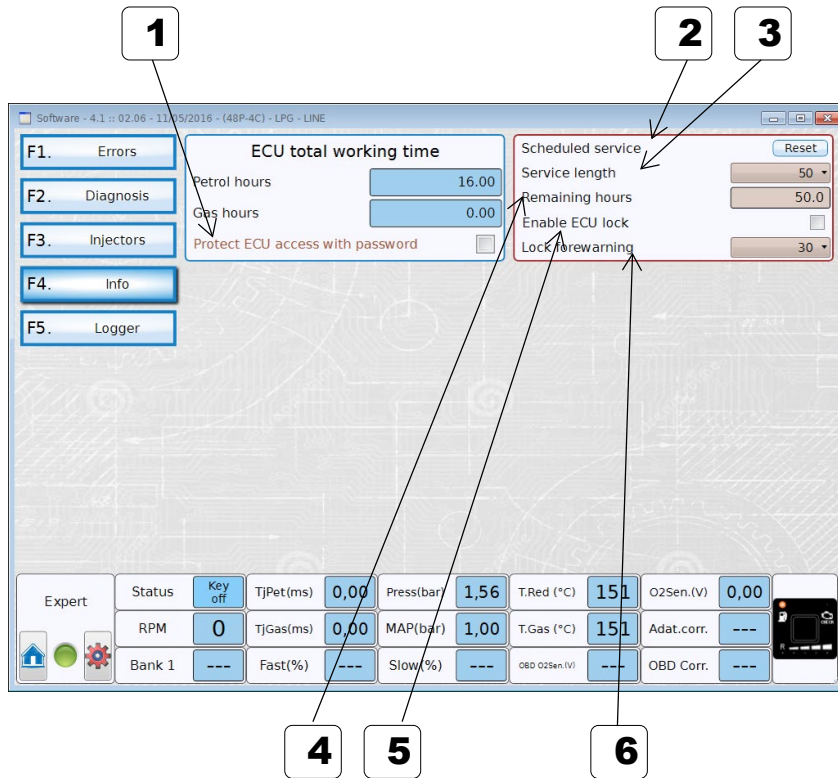 1
2
3
Software - 4.1 :: 02.06 - 11/05/2016 - (48P-4C) - LPG - LINE
F1. Errors
F2. Diagnosis
F3. Injectors
F4. Info
F5. Logger
ECU total working time
Petrol hours 16.00
Gas hours 0.00
Protect ECU access with password
Scheduled service Reset
Service length 50
Remaining hours 50.0
Enable ECU lock
Lock forewarning 30
Expert
Status Key off TjPet(ms) 0,00 Press(bar) 1,56 T.Red (°C) 151 O2Sen.(V) 0,00
RPM 0 TjGas(ms) 0,00 MAP(bar) 1,00 T.Gas (°C) 151 Adat.corr. ---
Bank 1 --- Fast(%) --- Slow(%) --- OBD O2Sen.(V) --- OBD Corr. ---
CHECK
R
4
5
6